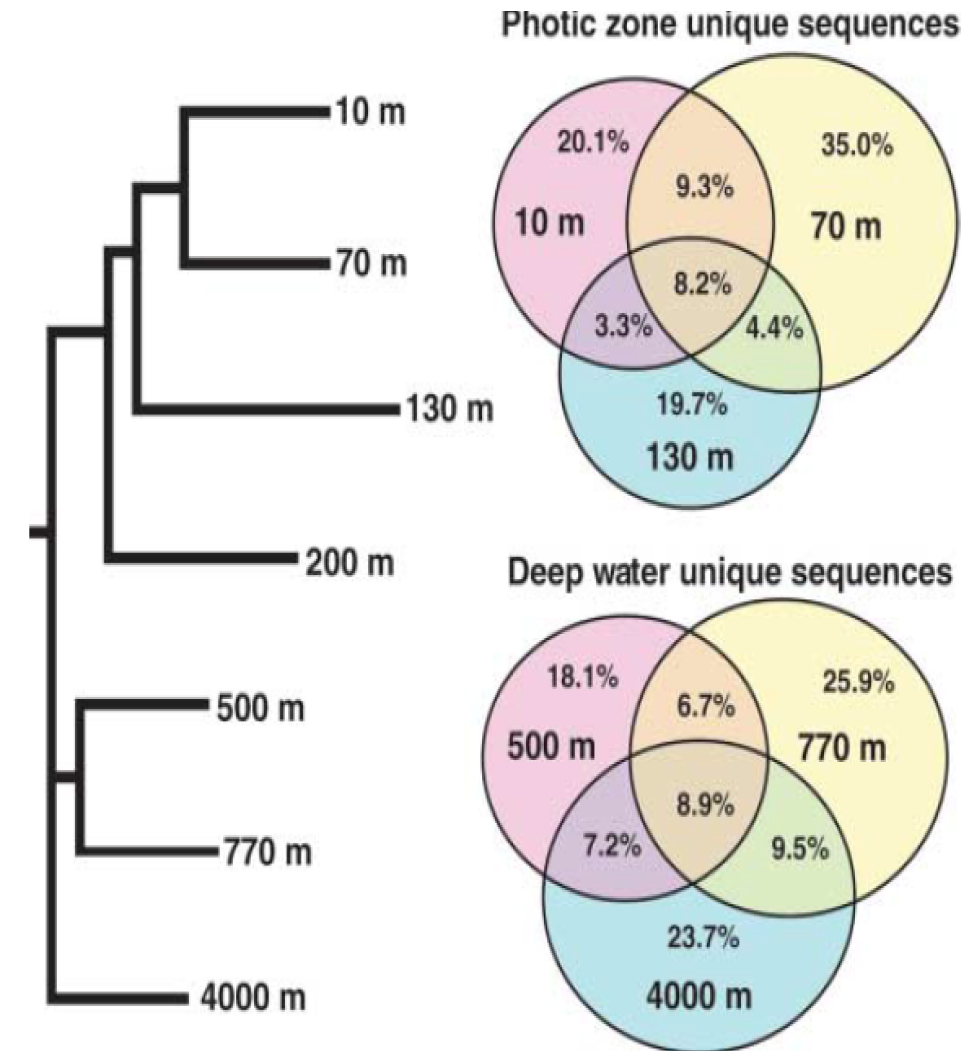 Photic zone unique sequences
10 m
70 m
130 m
200 m
500 m
770 m
4000 m
20.1%
35.0%
9.3%
10 m
70 m
8.2%
3.3%
4.4%
19.7%
130 m
Deep water unique sequences
18.1%
25.9%
6.7%
500 m
770 m
8.9%
7.2%
9.5%
23.7%
4000 m